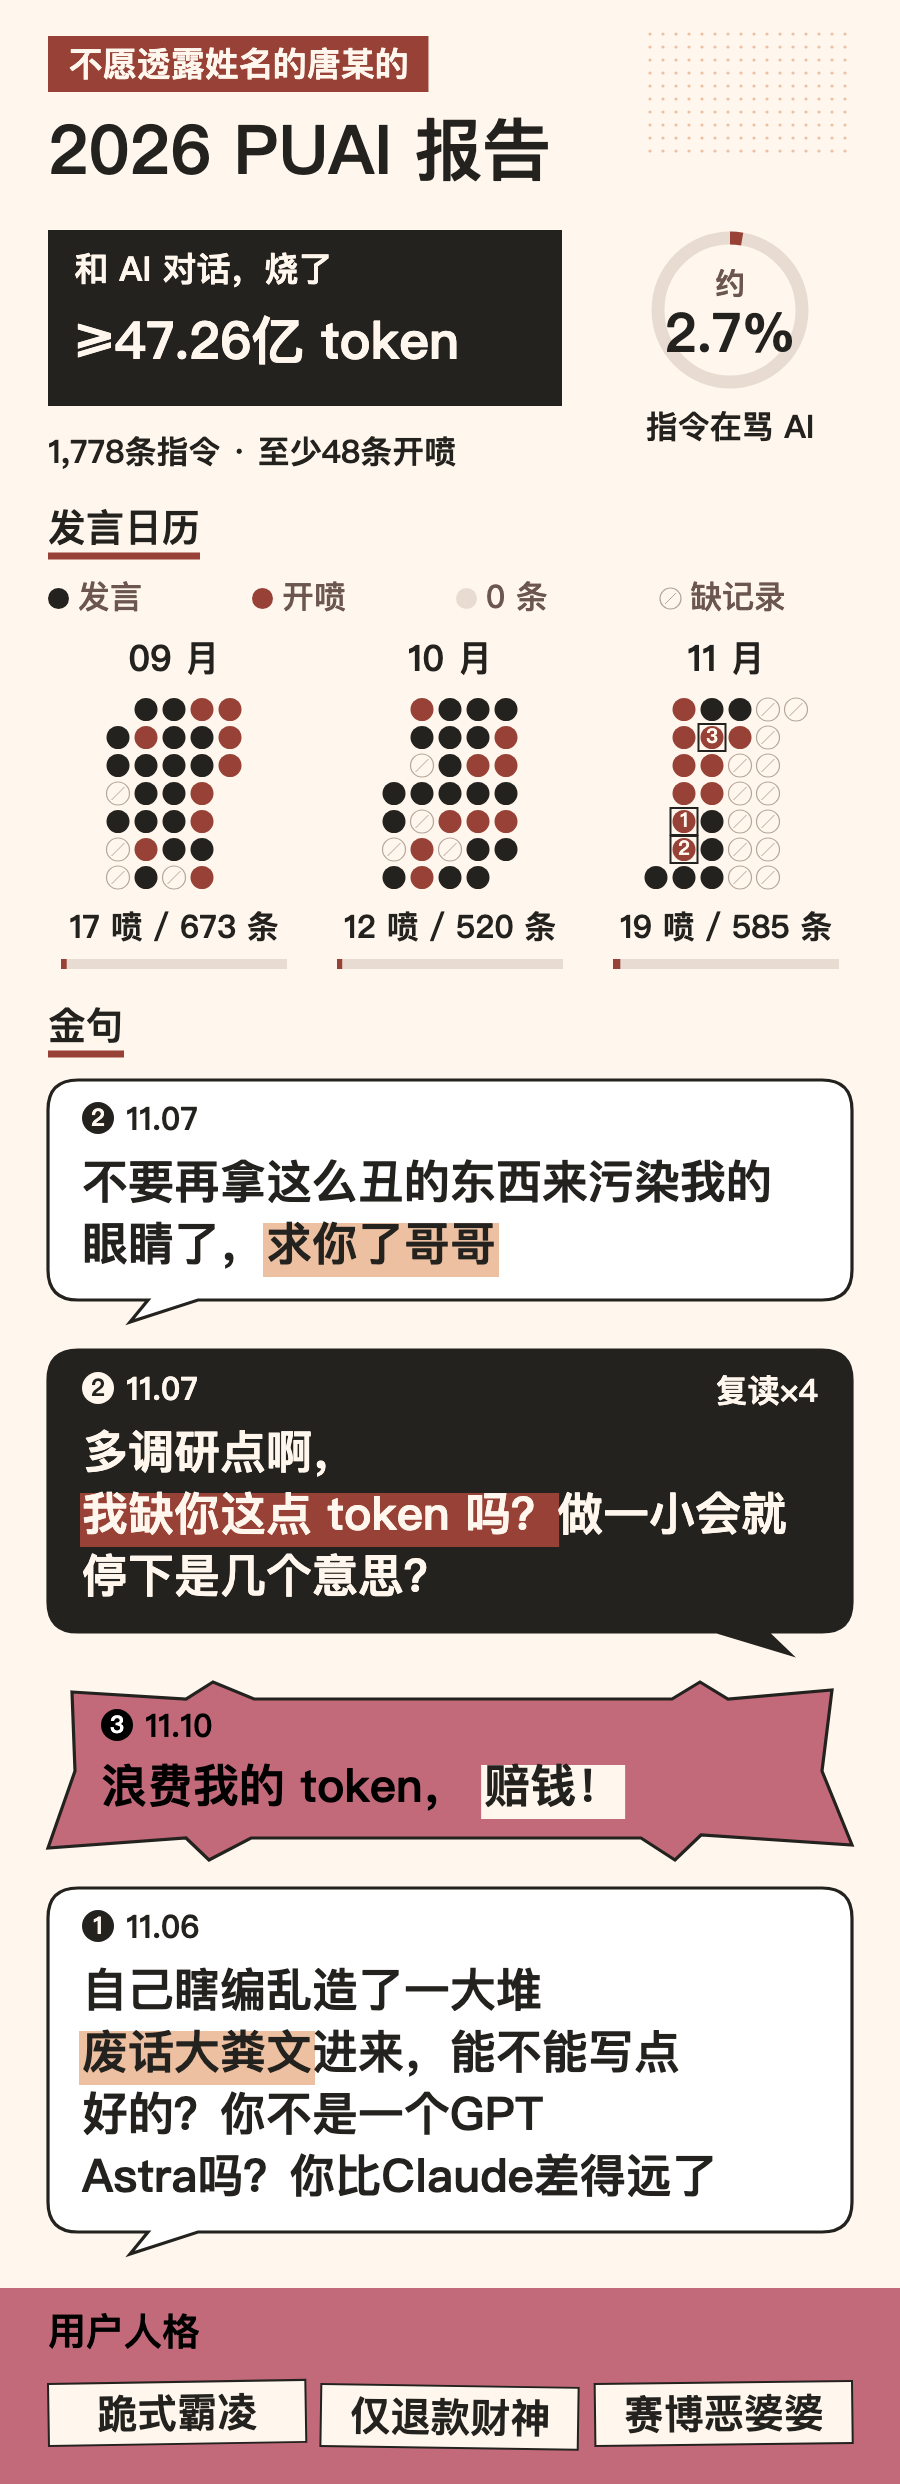 不愿透露姓名的唐某的
2026 PUAI 报告
和 AI 对话，烧了
≥47.26亿 token
约
2.7%
指令在骂 AI
1,778条指令 · 至少48条开喷
发言日历
发言 开喷 0 条 缺记录
09 月 10 月 11 月
3
1
2
17 喷 / 673 条 12 喷 / 520 条 19 喷 / 585 条
金句
2 11.07
不要再拿这么丑的东西来污染我的
眼睛了，求你了哥哥
2 11.07 复读×4
多调研点啊，
我缺你这点 token 吗？做一小会就
停下是几个意思？
3 11.10
浪费我的 token， 赔钱！
1 11.06
自己瞎编乱造了一大堆
废话大粪文进来，能不能写点
好的？你不是一个GPT
Astra吗？你比Claude差得远了
用户人格
跪式霸凌 仅退款财神 赛博恶婆婆